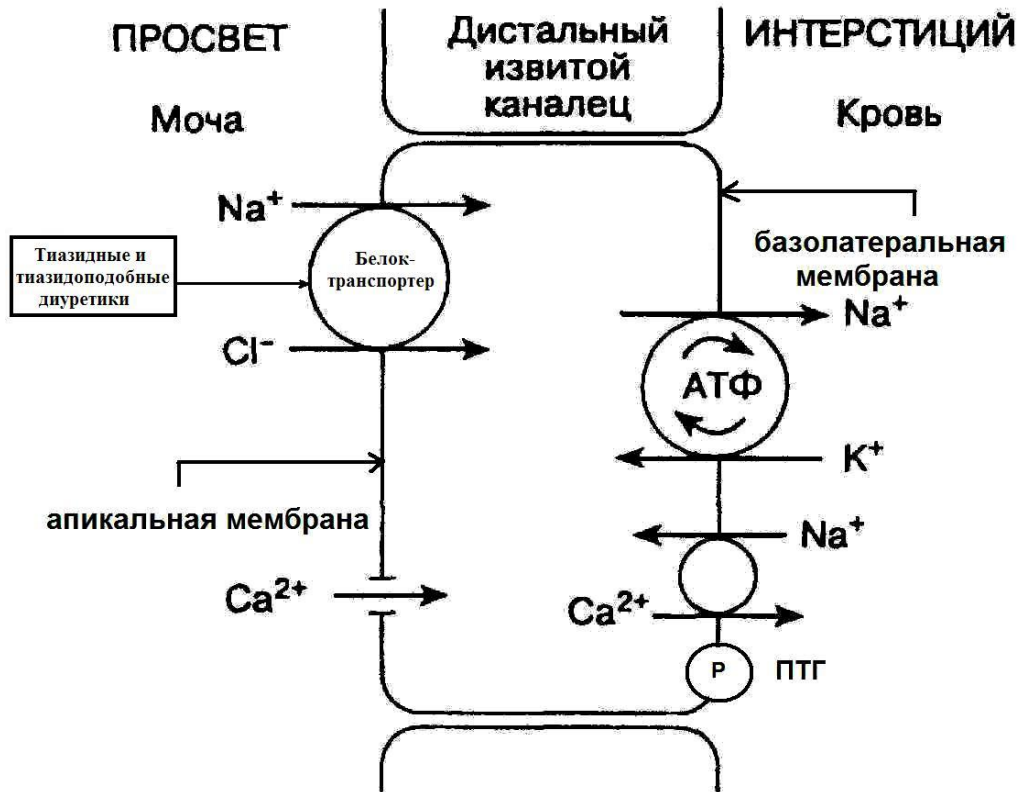 ПРОСВЕТ
Дистальный
извитой
каналец
ИНТЕРСТИЦИЙ
Моча
Кровь
Na⁺
Белок-
транспортер
Тиазидные и
тиазидоподобные
диуретики
базолатеральная
мембрана
Na⁺
Cl⁻
АТФ
K⁺
апикальная мембрана
Na⁺
Ca²⁺
Ca²⁺
P
ПТГ